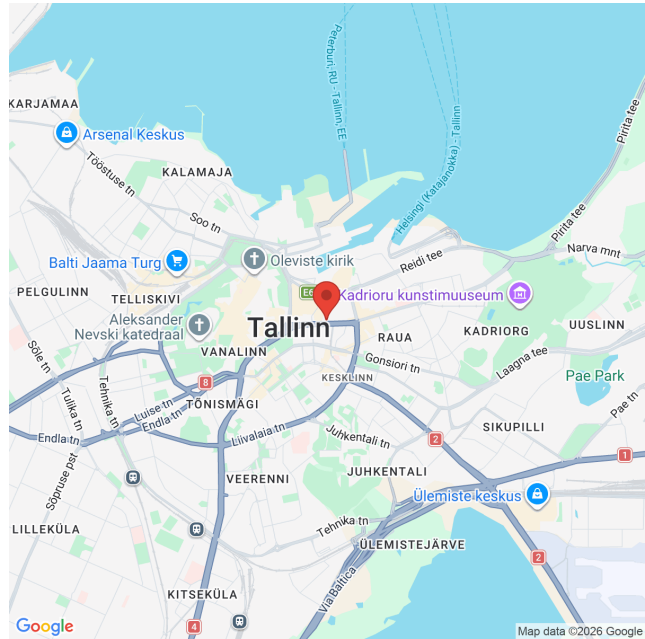 Peterburi, RU - Tallinn, EE
Helsingi (Katajanokka) - Tallinn
KARJAMAA
Arsenal Keskus
Tööstuse tn
KALAMAJA
Soo tn
Pirita tee
Pirita tee
Narva mnt
Reidi tee
Oleviste kirik
Balti Jaama Turg
PELGULINN
TELLISKIVI
E67
Kadrioru kunstimuuseum
Aleksander
Nevski katedraal
Tallinn
RAUA
KADRIORG
UUSLINN
VANALINN
Gonsiori tn
Laagna tee
Pae Park
Sõle tn
Tulika tn
Tehnika tn
8
KESKLINN
Pae tn
Luise tn
TÕNISMÄGI
Endla tn
Endla tn
Liivalaia tn
Juhkentali tn
2
SIKUPILLI
1
Sõpruse pst
VEERENNI
JUHKENTALI
Ülemiste keskus
LILLEKÜLA
Tehnika tn
ÜLEMISTEJÄRVE
2
Via Baltica
KITSEKÜLA
4
Google
Map data ©2026 Google